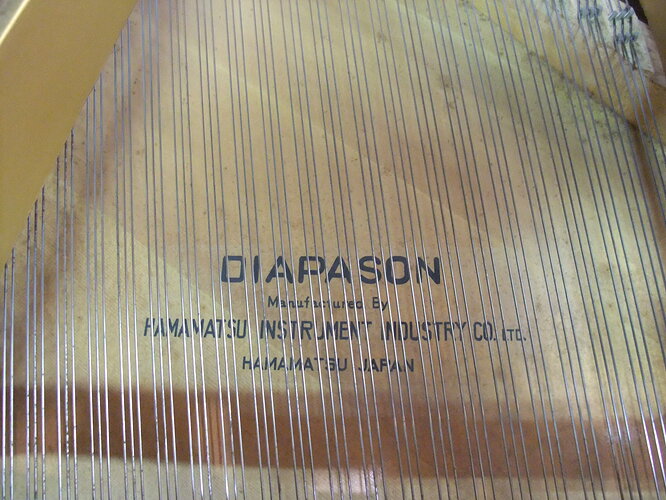 DIAPASON
Manufactured By
HAMAMATSU INSTRUMENT INDUSTRY CO. LTD.
HAMAMATSU JAPAN